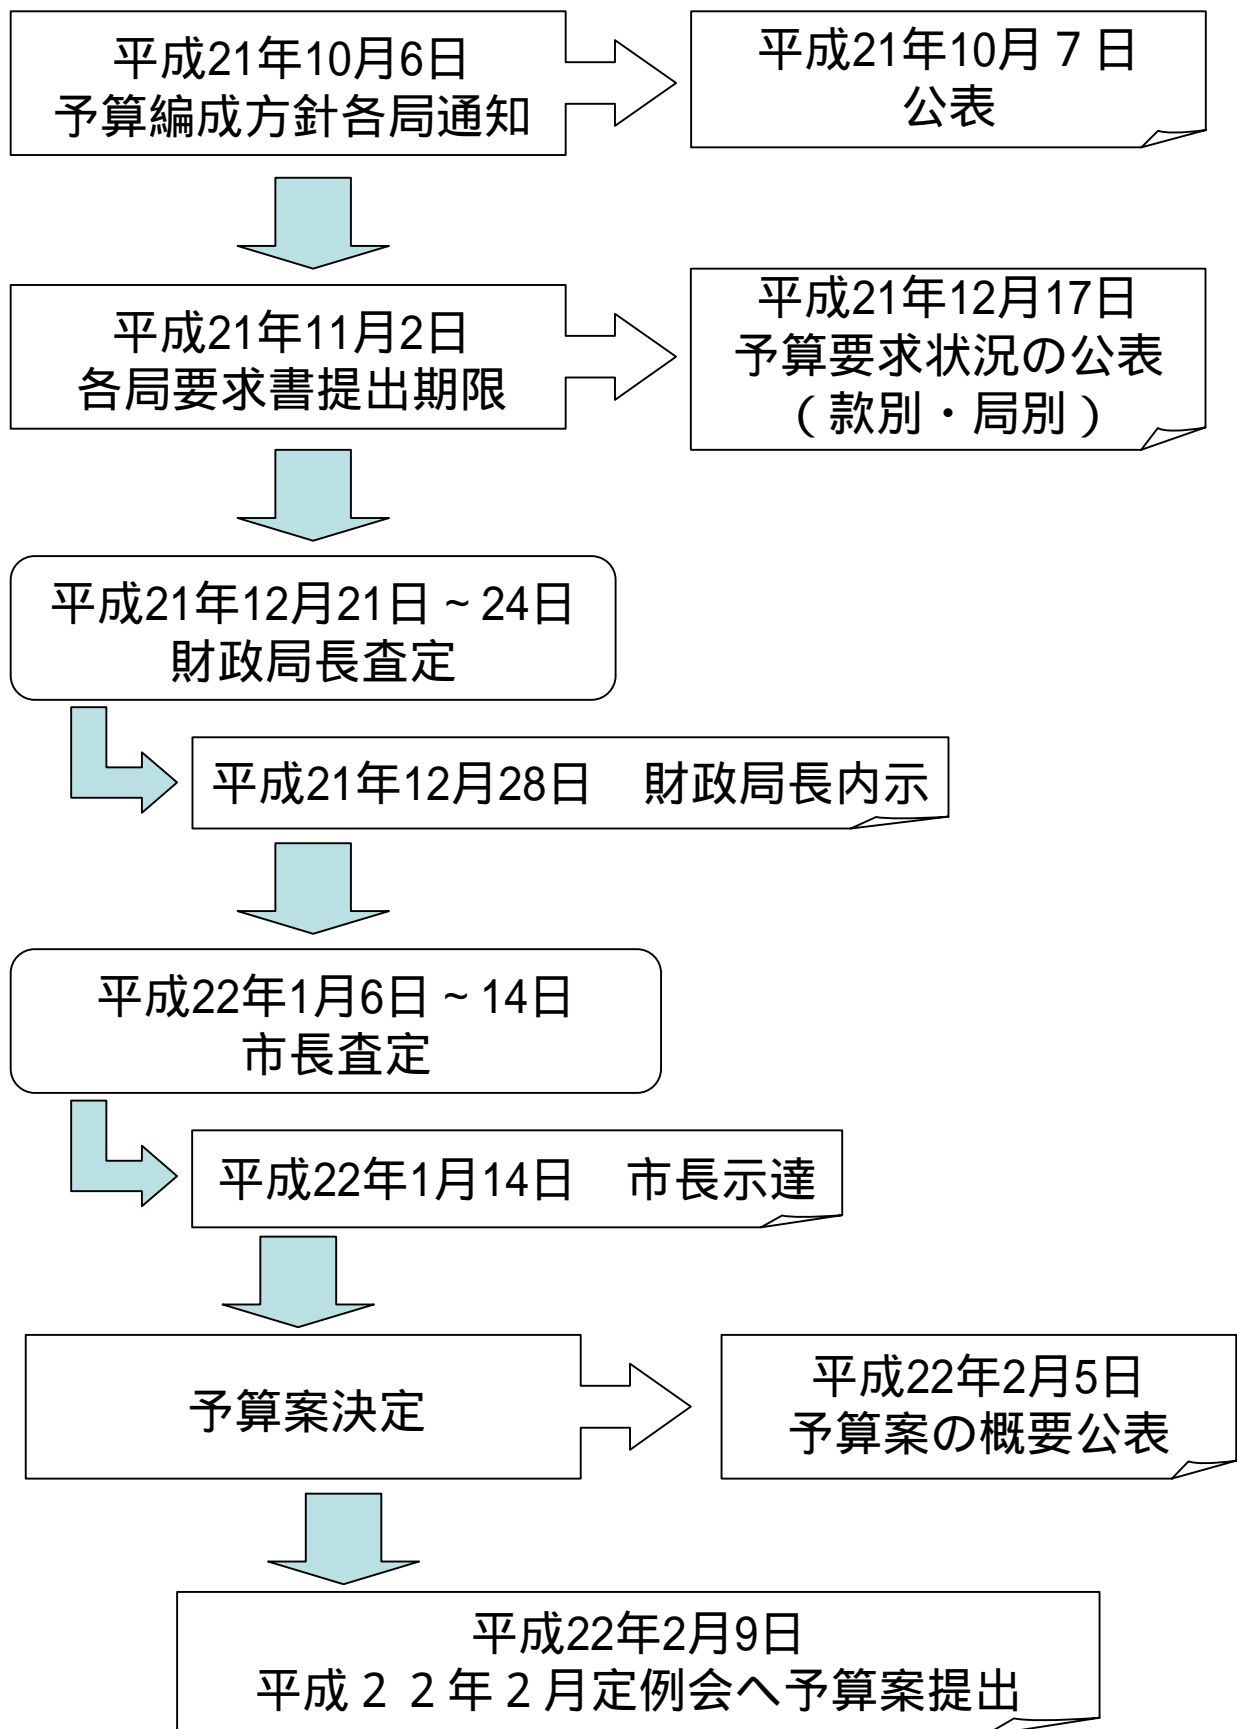 平成21年10月6日
予算編成方針各局通知
平成21年10月７日
公表
平成21年11月2日
各局要求書提出期限
平成21年12月17日
予算要求状況の公表
（款別・局別）
平成21年12月21日～24日
財政局長査定
平成21年12月28日　財政局長内示
平成22年1月6日～14日
市長査定
平成22年1月14日　市長示達
予算案決定
平成22年2月5日
予算案の概要公表
平成22年2月9日
平成２２年２月定例会へ予算案提出